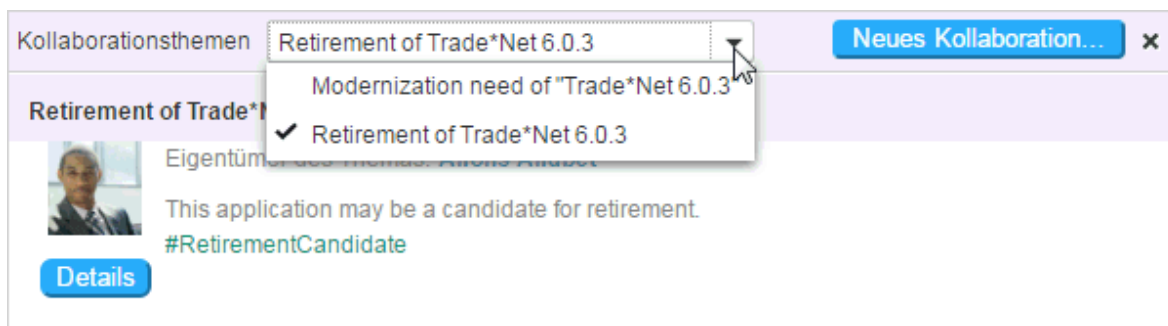 Kollaborationsthemen Retirement of Trade*Net 6.0.3 Neues Kollaboration...
Modernization need of "Trade*Net 6.0.3"
Retirement of Trade*
Retirement of Trade*Net 6.0.3
This application may be a candidate for retirement.
#RetirementCandidate
Details